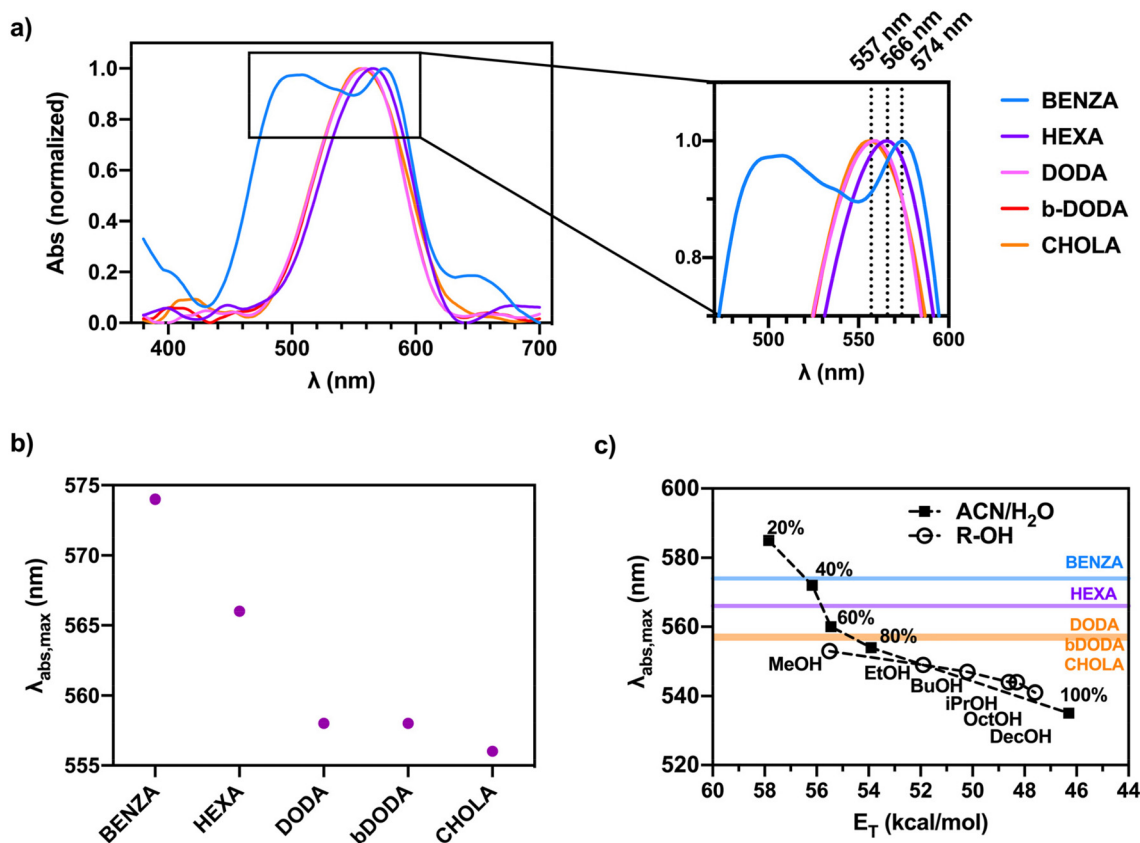 a)
557 nm
566 nm
574 nm
1.0
0.8
0.6
0.4
0.2
0.0
Abs (normalized)
400 500 600 700
λ (nm)
1.0
0.9
0.8
500 550 600
λ (nm)
BENZA
HEXA
DODA
b-DODA
CHOLA
b)
575
570
565
560
555
λabs,max (nm)
BENZA
HEXA
DODA
bDODA
CHOLA
c)
600
580
560
540
520
λabs,max (nm)
ACN/H2O
R-OH
20%
40%
60%
80%
100%
BENZA
HEXA
DODA
bDODA
CHOLA
MeOH
EtOH
BuOH
iPrOH
OctOH
DecOH
60 58 56 54 52 50 48 46 44
ET (kcal/mol)